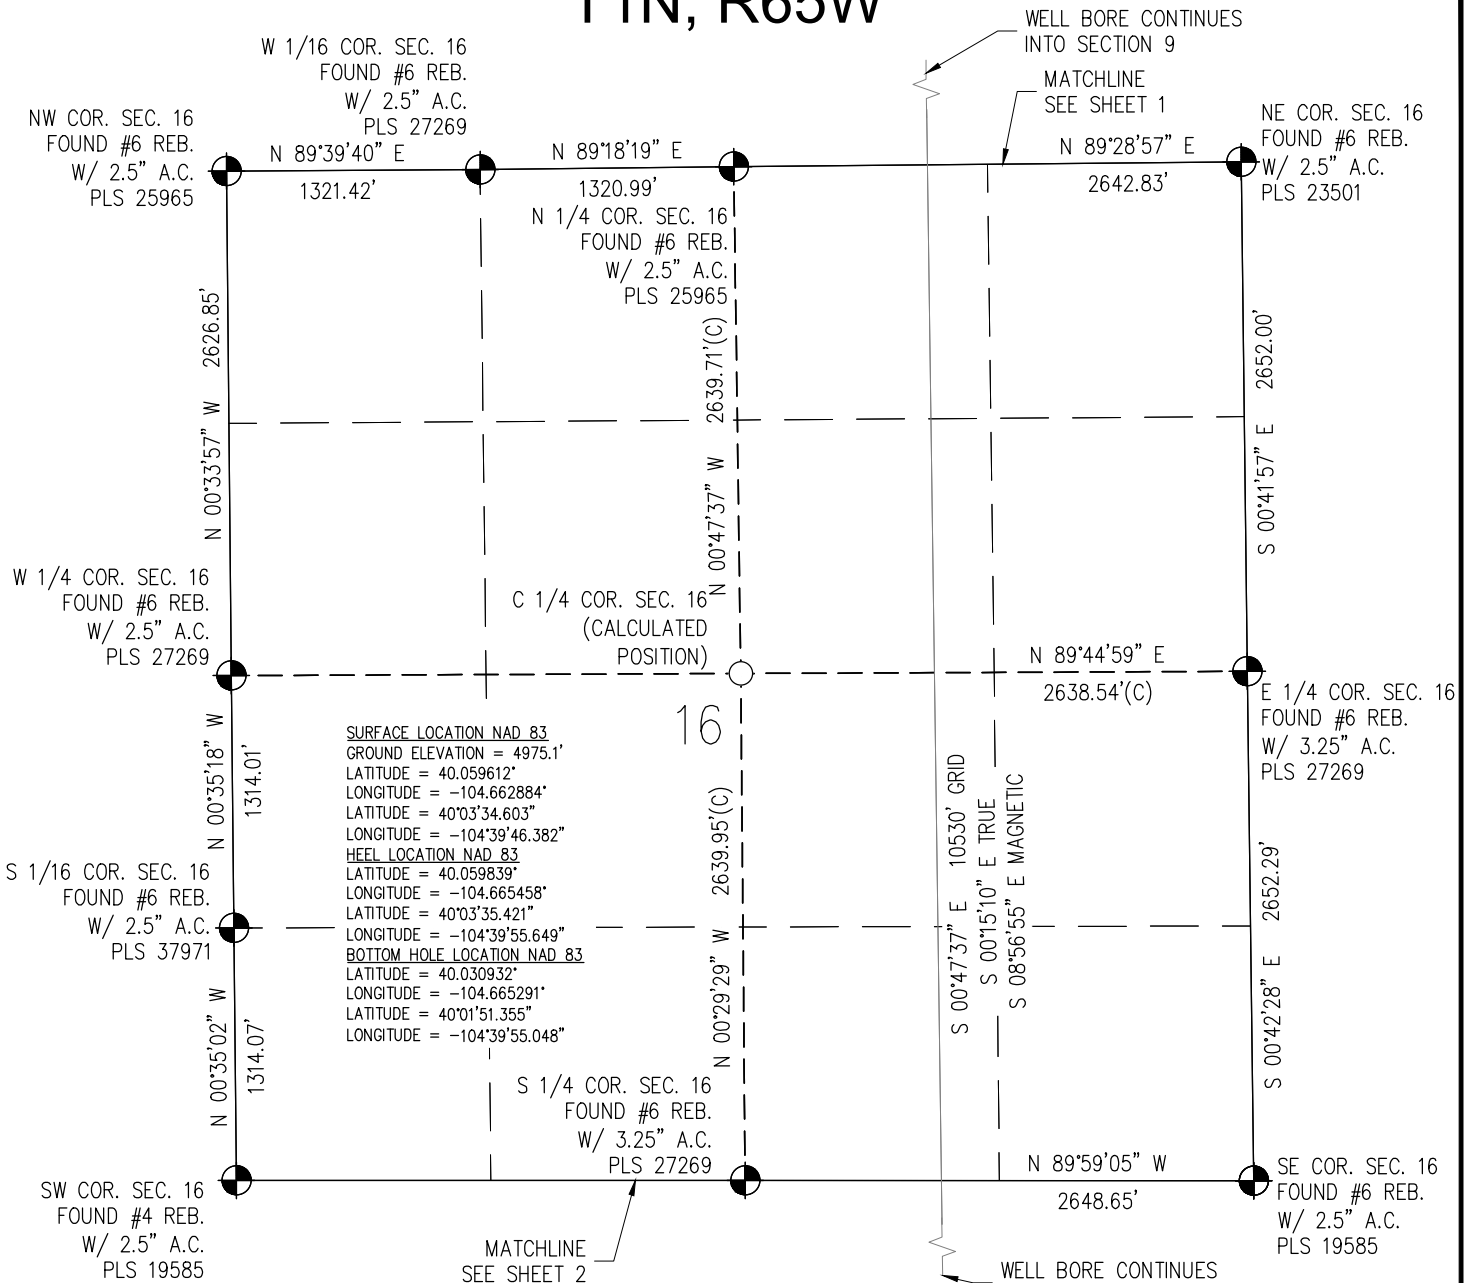 T1N, R65W
WELL BORE CONTINUES
INTO SECTION 9
W 1/16 COR. SEC. 16
FOUND #6 REB.
W/ 2.5" A.C.
PLS 27269
MATCHLINE
SEE SHEET 1
NW COR. SEC. 16
FOUND #6 REB.
W/ 2.5" A.C.
PLS 25965
NE COR. SEC. 16
FOUND #6 REB.
W/ 2.5" A.C.
PLS 23501
N 89°39'40" E
1321.42'
N 89°18'19" E
1320.99'
N 89°28'57" E
2642.83'
N 1/4 COR. SEC. 16
FOUND #6 REB.
W/ 2.5" A.C.
PLS 25965
N 00°33'57" W 2626.85'
N 00°47'37" W 2639.71'(C)
S 00°41'57" E 2652.00'
W 1/4 COR. SEC. 16
FOUND #6 REB.
W/ 2.5" A.C.
PLS 27269
C 1/4 COR. SEC. 16
(CALCULATED
POSITION)
N 89°44'59" E
2638.54'(C)
E 1/4 COR. SEC. 16
FOUND #6 REB.
W/ 3.25" A.C.
PLS 27269
16
N 00°35'18" W
1314.01'
SURFACE LOCATION NAD 83
GROUND ELEVATION = 4975.1'
LATITUDE = 40.059612°
LONGITUDE = -104.662884°
LATITUDE = 40°03'34.603"
LONGITUDE = -104°39'46.382"
HEEL LOCATION NAD 83
LATITUDE = 40.059839°
LONGITUDE = -104.665458°
LATITUDE = 40°03'35.421"
LONGITUDE = -104°39'55.649"
BOTTOM HOLE LOCATION NAD 83
LATITUDE = 40.030932°
LONGITUDE = -104.665291°
LATITUDE = 40°01'51.355"
LONGITUDE = -104°39'55.048"
N 00°29'29" W 2639.95'(C)
S 00°47'37" E 10530' GRID
S 00°15'10" E TRUE
S 08°56'55" E MAGNETIC
S 00°42'28" E 2652.29'
S 1/16 COR. SEC. 16
FOUND #6 REB.
W/ 2.5" A.C.
PLS 37971
N 00°35'02" W
1314.07'
S 1/4 COR. SEC. 16
FOUND #6 REB.
W/ 3.25" A.C.
PLS 27269
N 89°59'05" W
2648.65'
SW COR. SEC. 16
FOUND #4 REB.
W/ 2.5" A.C.
PLS 19585
SE COR. SEC. 16
FOUND #6 REB.
W/ 2.5" A.C.
PLS 19585
MATCHLINE
SEE SHEET 2
WELL BORE CONTINUES